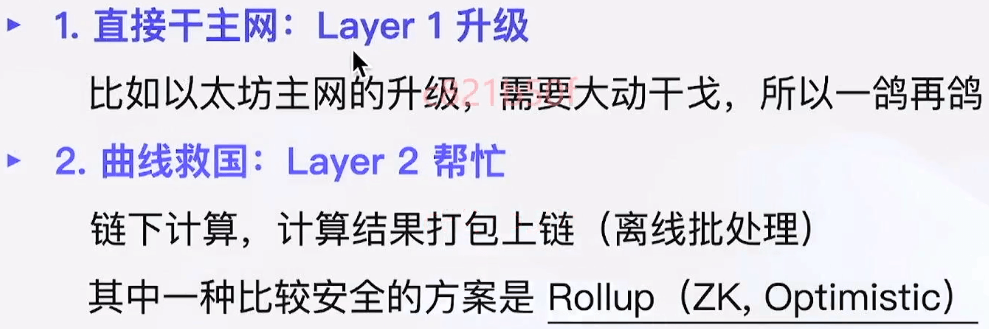 ▸ 1. 直接干主网：Layer 1 升级
比如以太坊主网的升级，需要大动干戈，所以一鸽再鸽
▸ 2. 曲线救国：Layer 2 帮忙
链下计算，计算结果打包上链（离线批处理）
其中一种比较安全的方案是 Rollup（ZK, Optimistic）